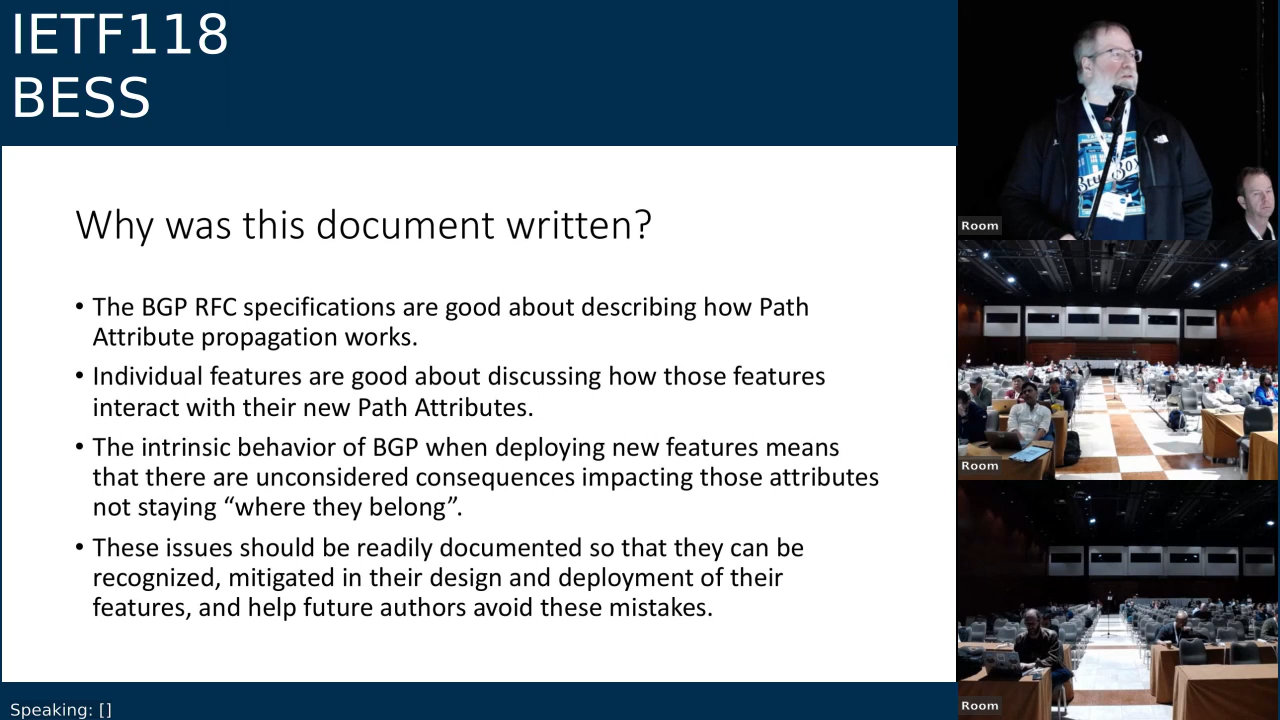 IETF118
BESS
Why was this document written?
• The BGP RFC specifications are good about describing how Path
Attribute propagation works.
• Individual features are good about discussing how those features
interact with their new Path Attributes.
• The intrinsic behavior of BGP when deploying new features means
that there are unconsidered consequences impacting those attributes
not staying “where they belong”.
• These issues should be readily documented so that they can be
recognized, mitigated in their design and deployment of their
features, and help future authors avoid these mistakes.
Speaking: []
Blue Box
Room
Room
Room